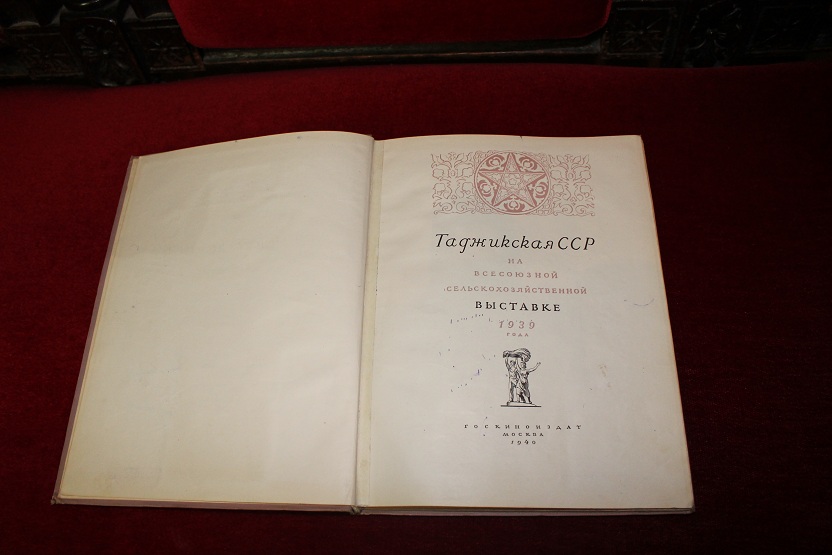 Таджикская ССР
НА
ВСЕСОЮЗНОЙ
СЕЛЬСКОХОЗЯЙСТВЕННОЙ
ВЫСТАВКЕ
1939
ГОДА
ГОСКИНОИЗДАТ
МОСКВА
1940